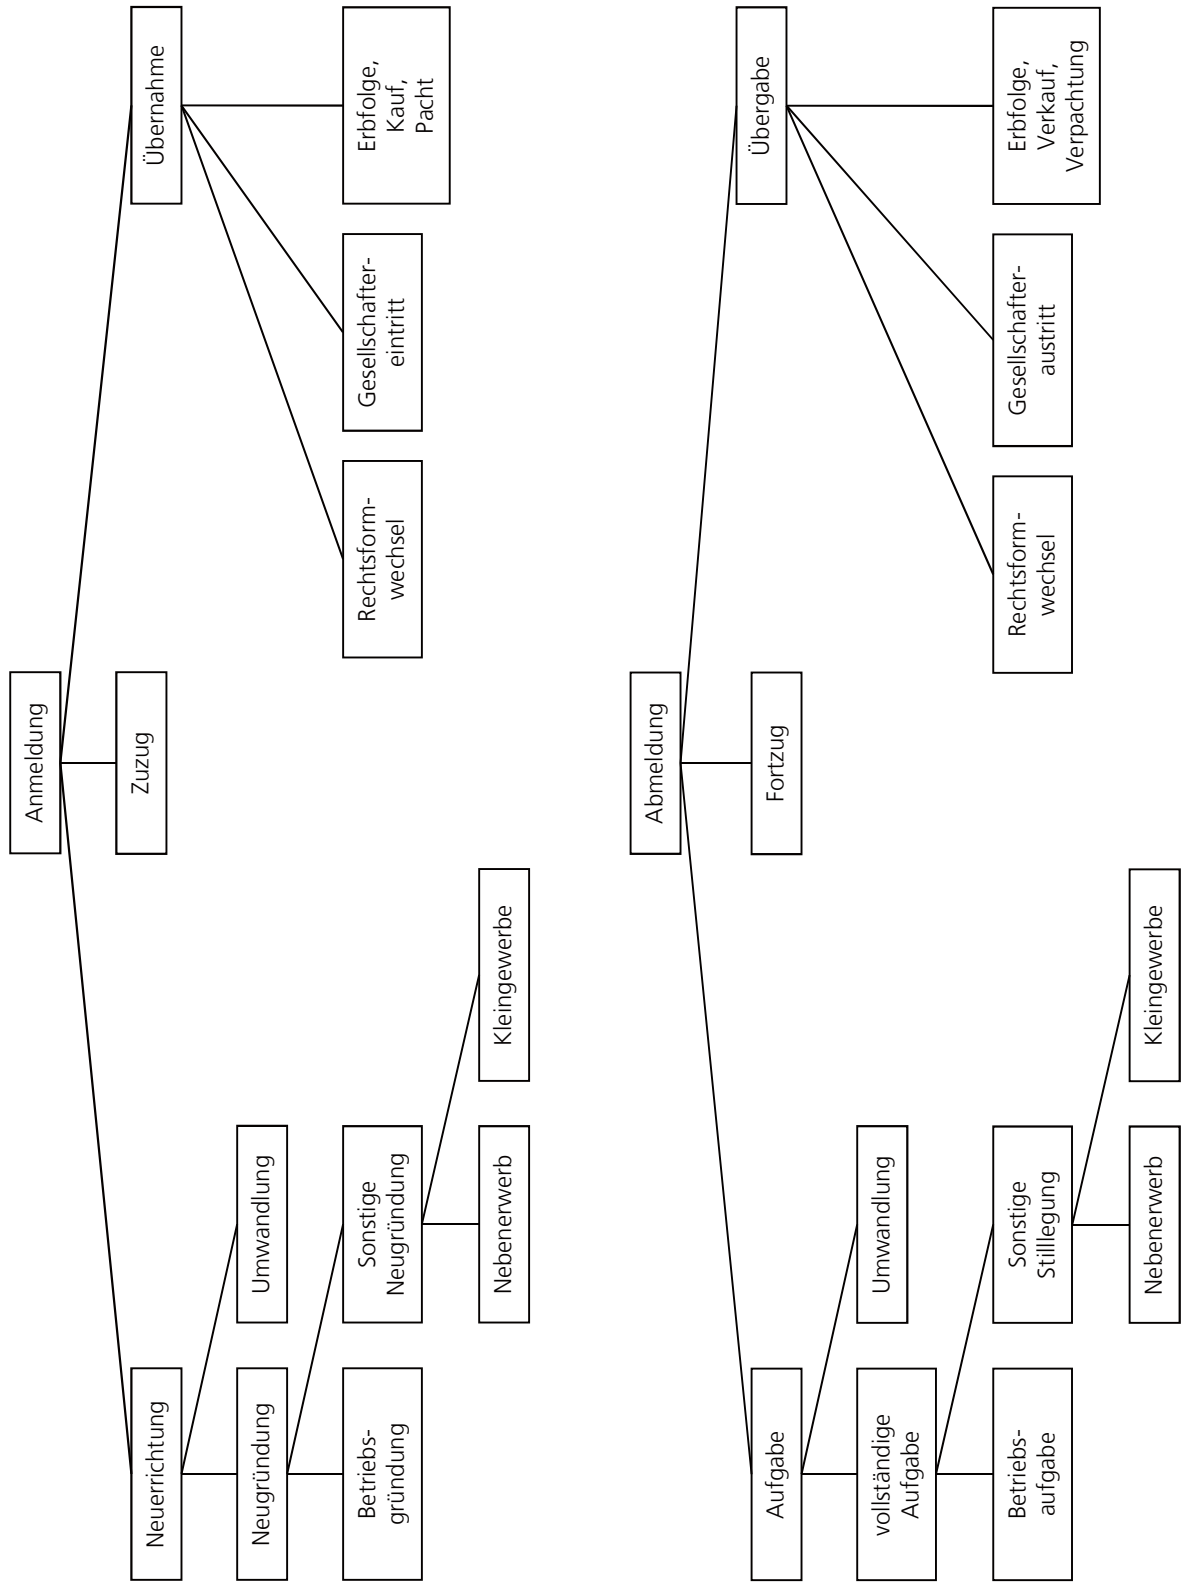 Anmeldung
Neuerrichtung
Zuzug
Übernahme
Neugründung
Umwandlung
Betriebs-
gründung
Sonstige
Neugründung
Rechtsform-
wechsel
Gesellschafter-
eintritt
Erbfolge,
Kauf,
Pacht
Nebenerwerb
Kleingewerbe
Abmeldung
Aufgabe
Fortzug
Übergabe
vollständige
Aufgabe
Umwandlung
Betriebs-
aufgabe
Sonstige
Stilllegung
Rechtsform-
wechsel
Gesellschafter-
austritt
Erbfolge,
Verkauf,
Verpachtung
Nebenerwerb
Kleingewerbe